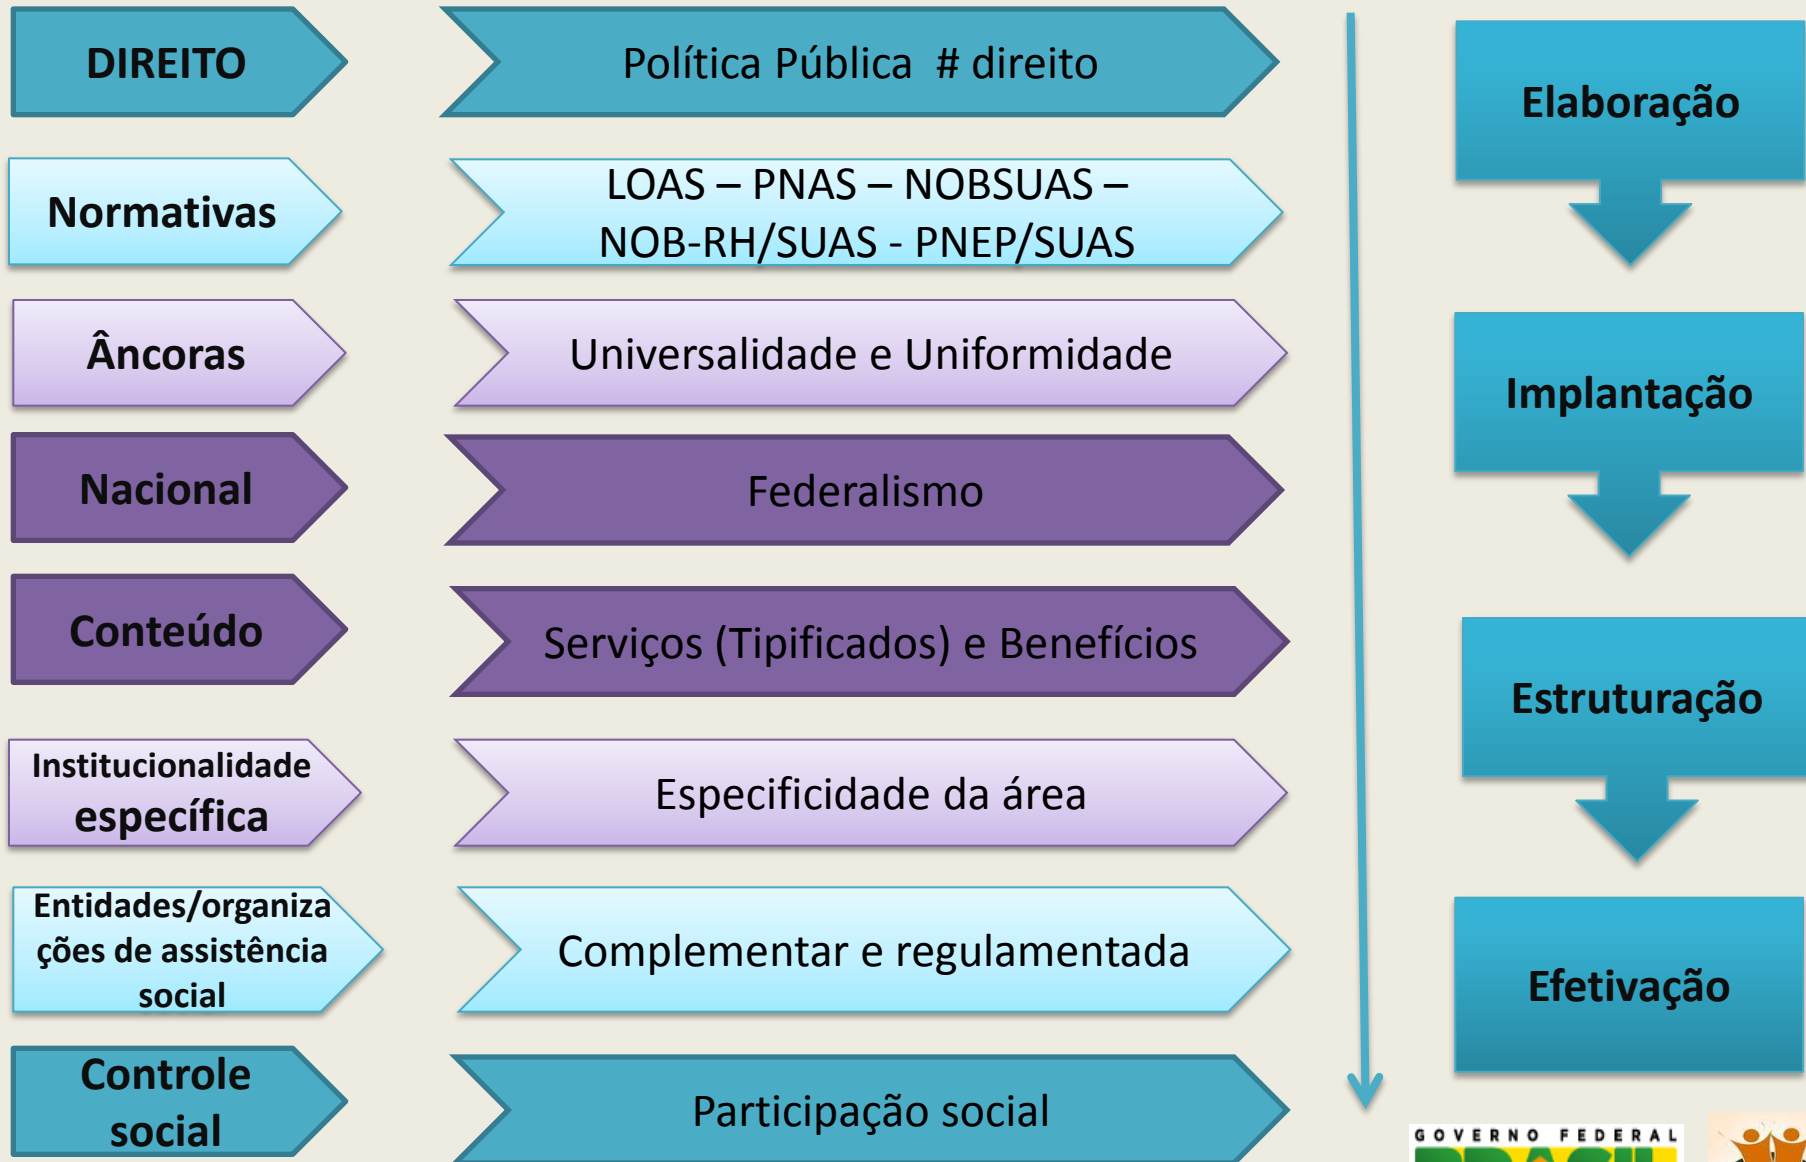 DIREITO
Política Pública # direito
Normativas
LOAS – PNAS – NOBSUAS –
NOB-RH/SUAS - PNEP/SUAS
Âncoras
Universalidade e Uniformidade
Nacional
Federalismo
Conteúdo
Serviços (Tipificados) e Benefícios
Institucionalidade
específica
Especificidade da área
Entidades/organiza
ções de assistência
social
Complementar e regulamentada
Controle
social
Participação social
Elaboração
Implantação
Estruturação
Efetivação
GOVERNO FEDERAL
BRASIL